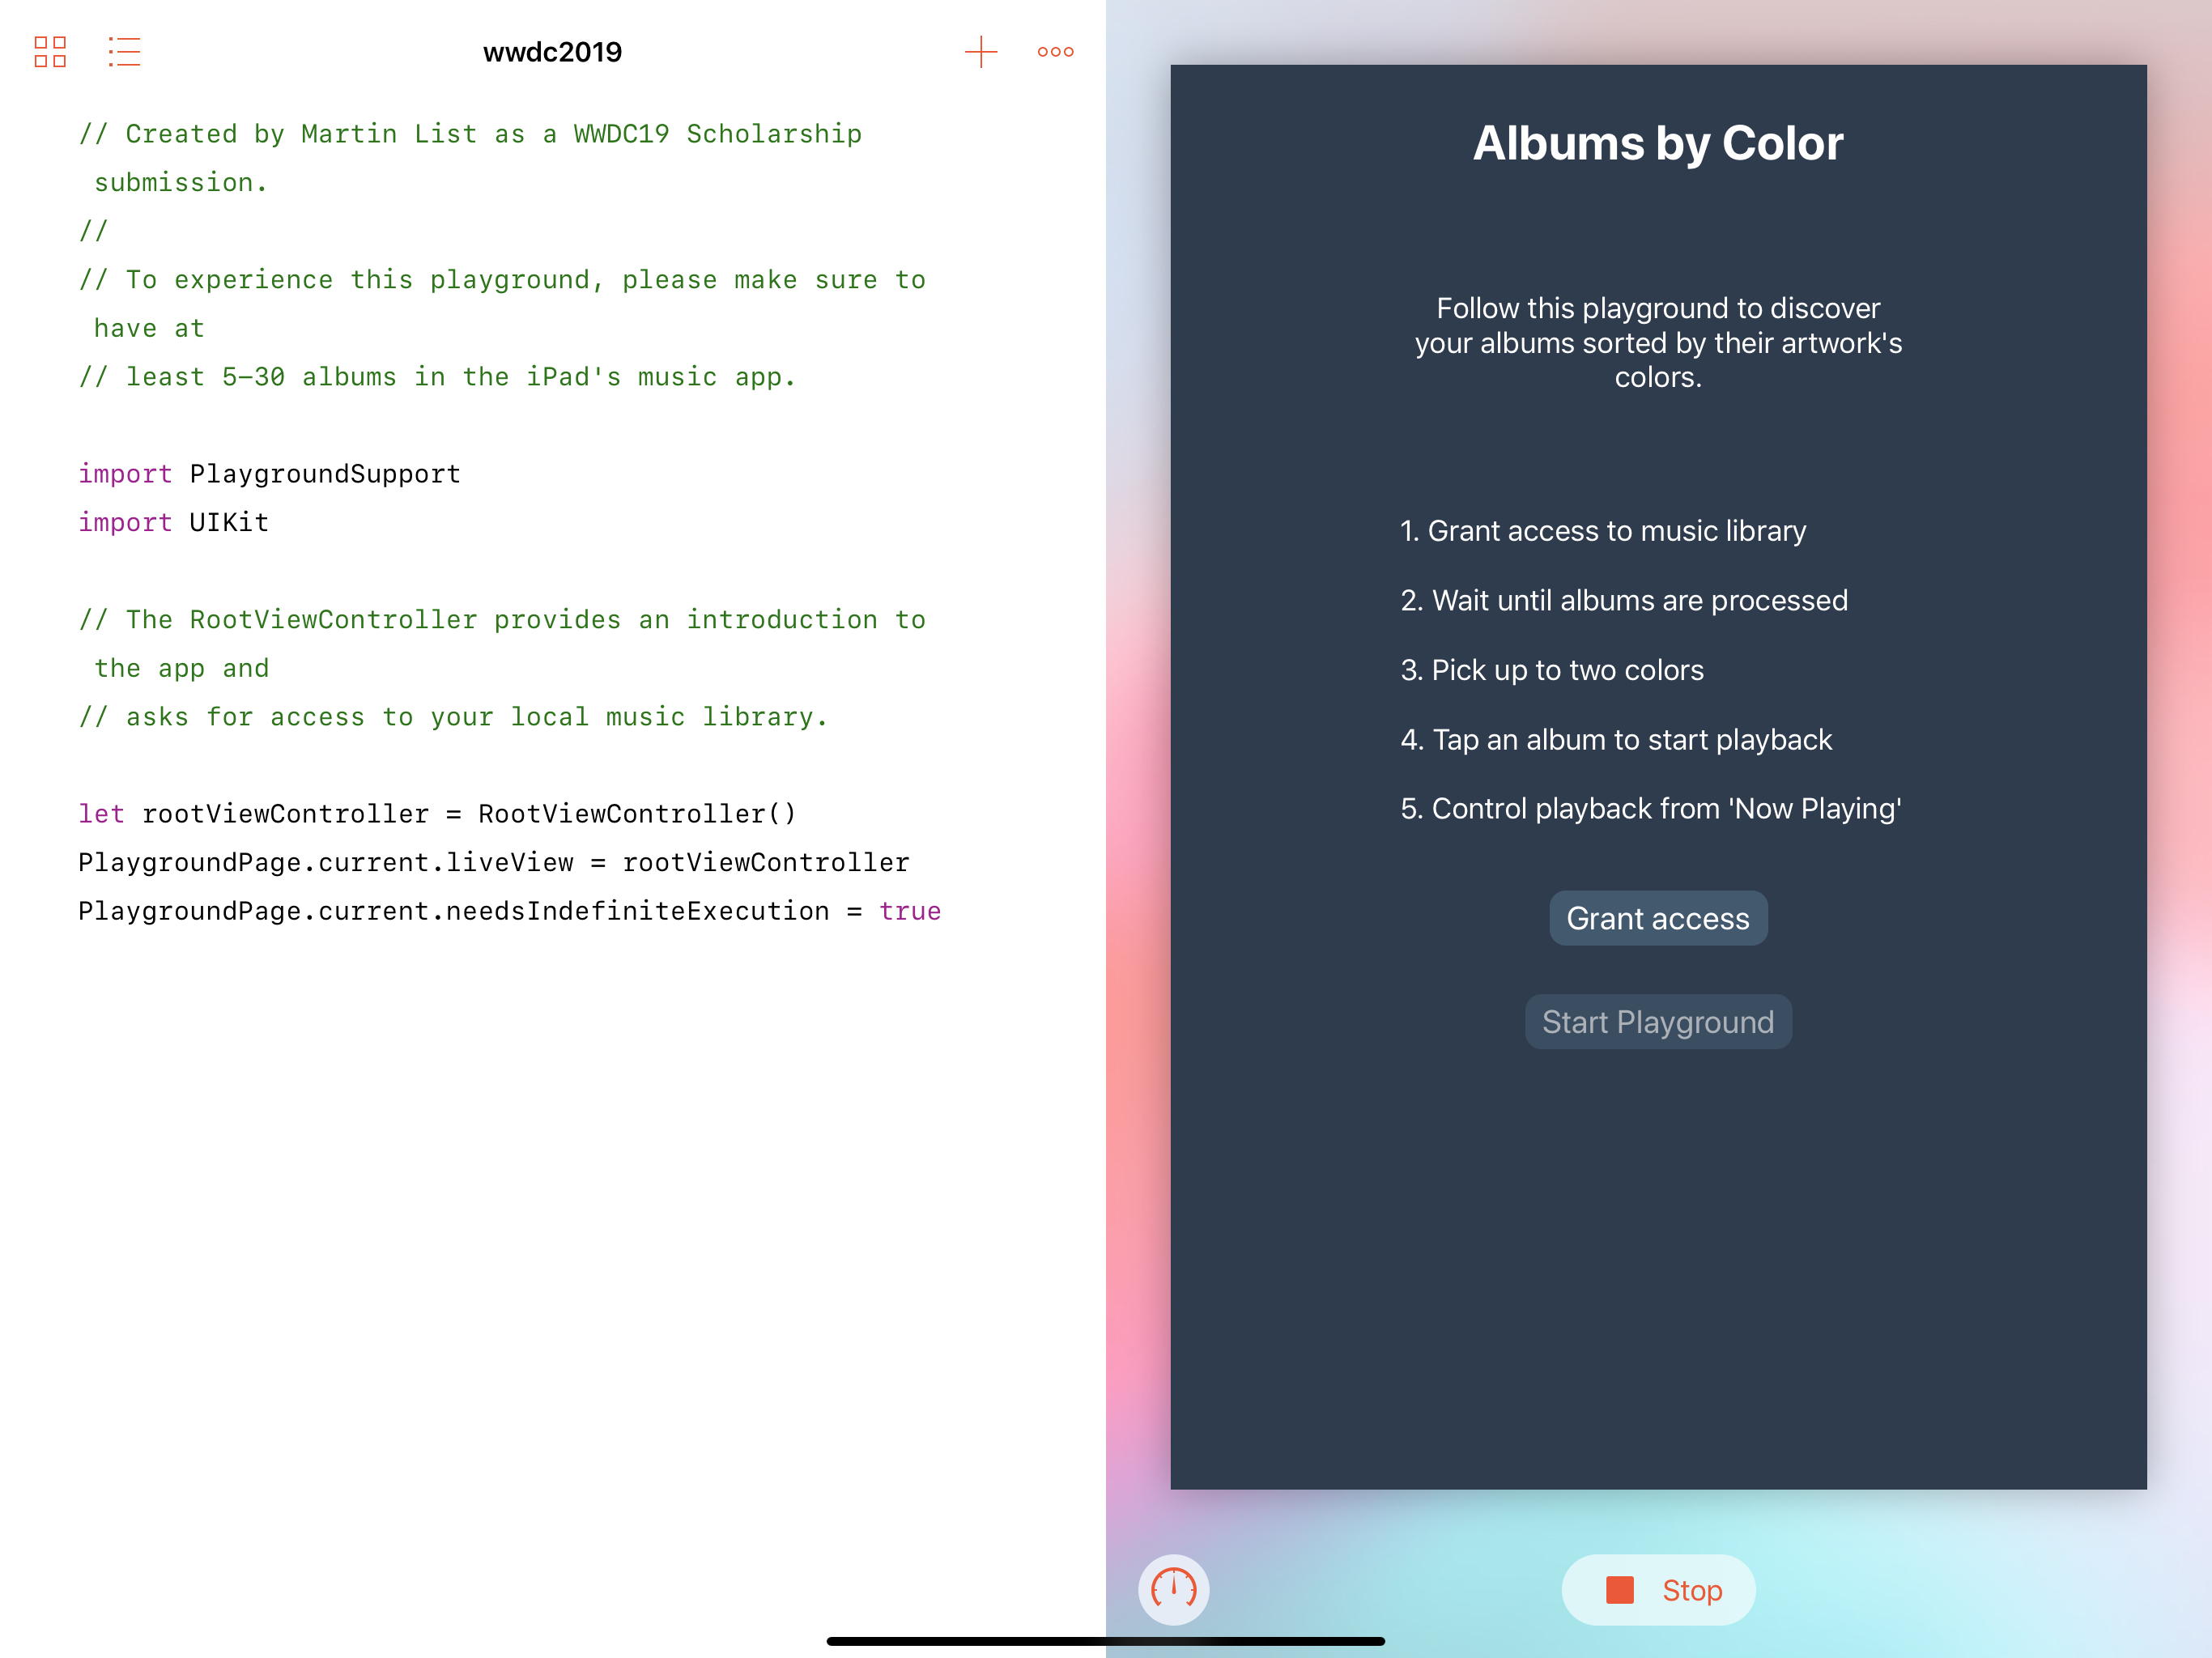 wwdc2019
// Created by Martin List as a WWDC19 Scholarship
submission.
//
// To experience this playground, please make sure to
have at
// least 5–30 albums in the iPad's music app.
import PlaygroundSupport
import UIKit
// The RootViewController provides an introduction to
the app and
// asks for access to your local music library.
let rootViewController = RootViewController()
PlaygroundPage.current.liveView = rootViewController
PlaygroundPage.current.needsIndefiniteExecution = true
Albums by Color
Follow this playground to discover
your albums sorted by their artwork's
colors.
1. Grant access to music library
2. Wait until albums are processed
3. Pick up to two colors
4. Tap an album to start playback
5. Control playback from 'Now Playing'
Grant access
Start Playground
Stop